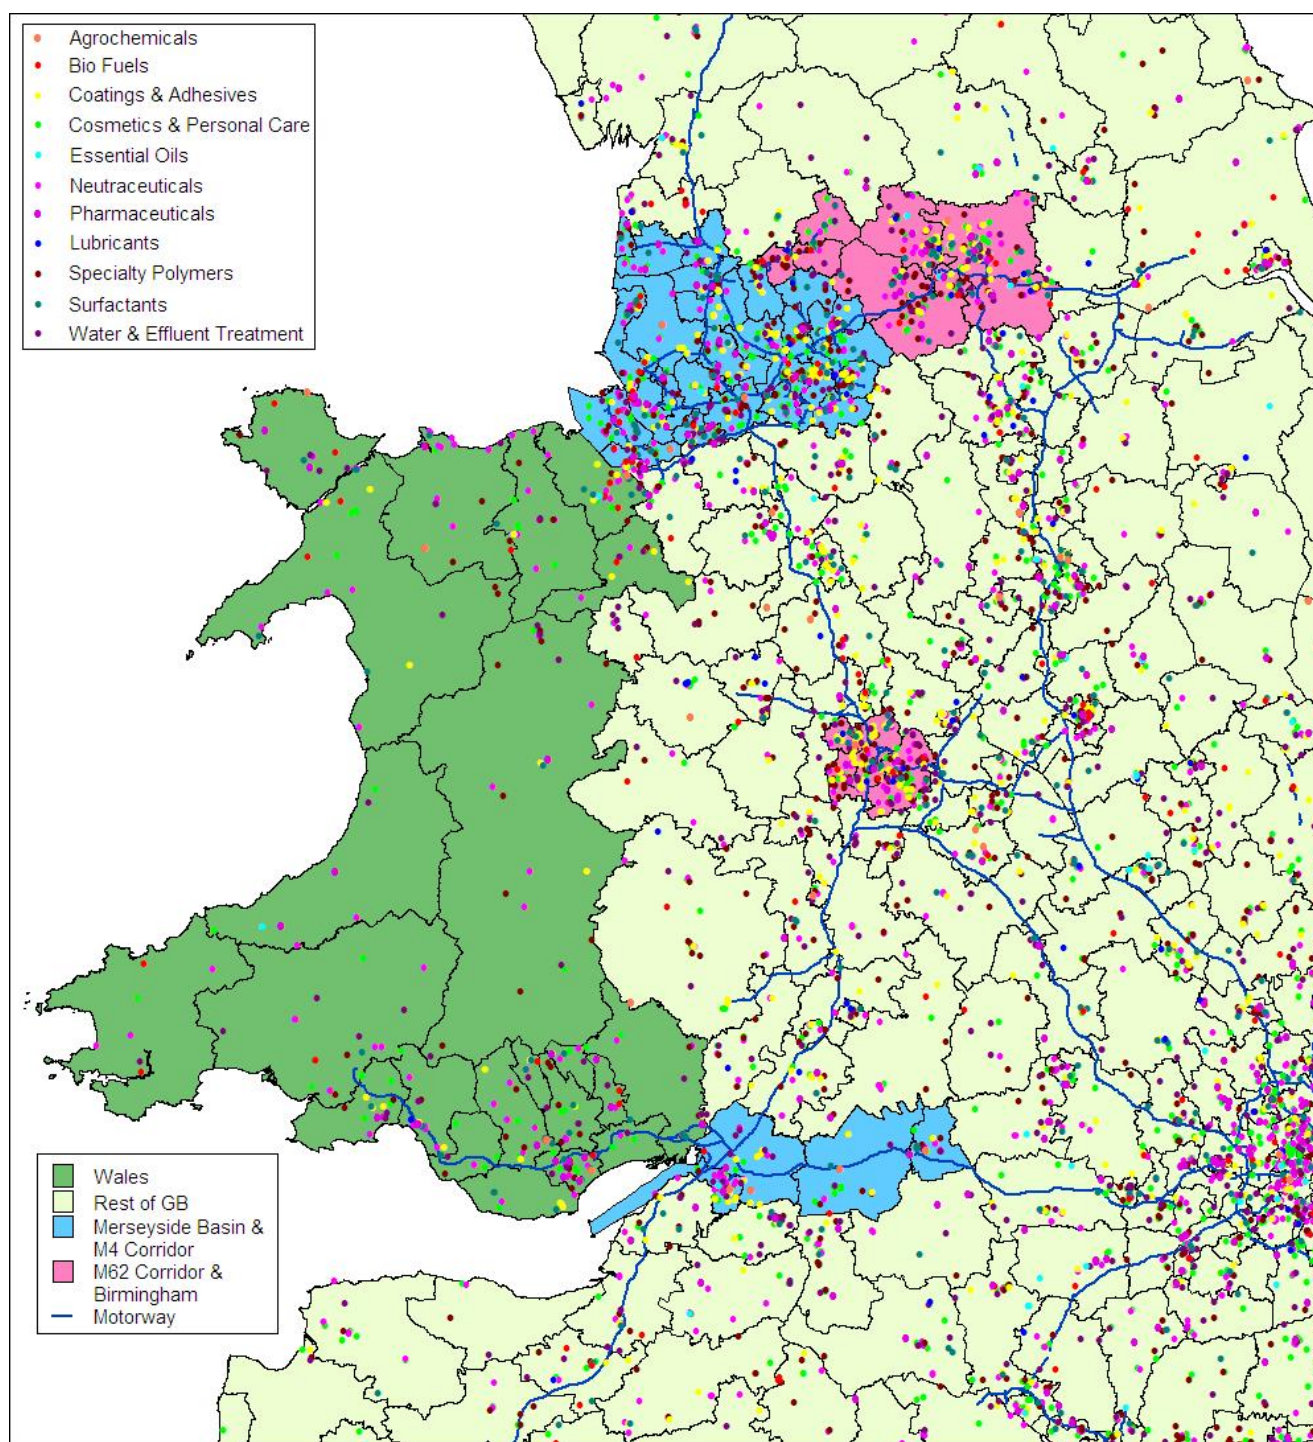 Agrochemicals
Bio Fuels
Coatings & Adhesives
Cosmetics & Personal Care
Essential Oils
Neutraceuticals
Pharmaceuticals
Lubricants
Specialty Polymers
Surfactants
Water & Effluent Treatment
Wales
Rest of GB
Merseyside Basin &
M4 Corridor
M62 Corridor &
Birmingham
Motorway